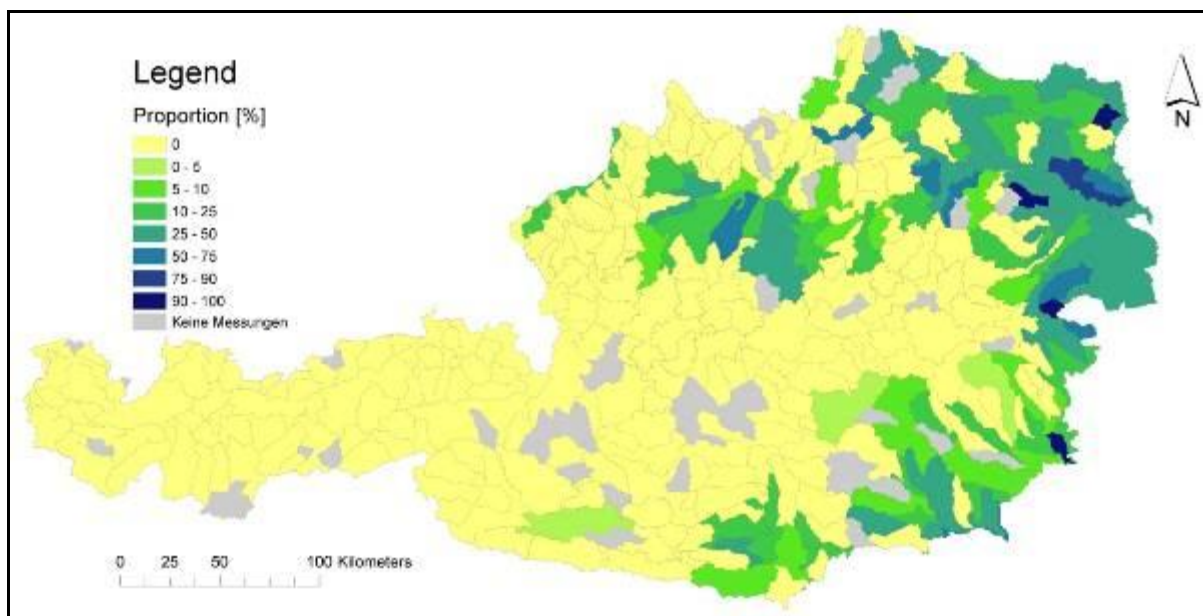 Legend
Proportion [%]
0
0 - 5
5 - 10
10 - 25
25 - 50
50 - 75
75 - 90
90 - 100
Keine Messungen
N
0 25 50 100 Kilometers